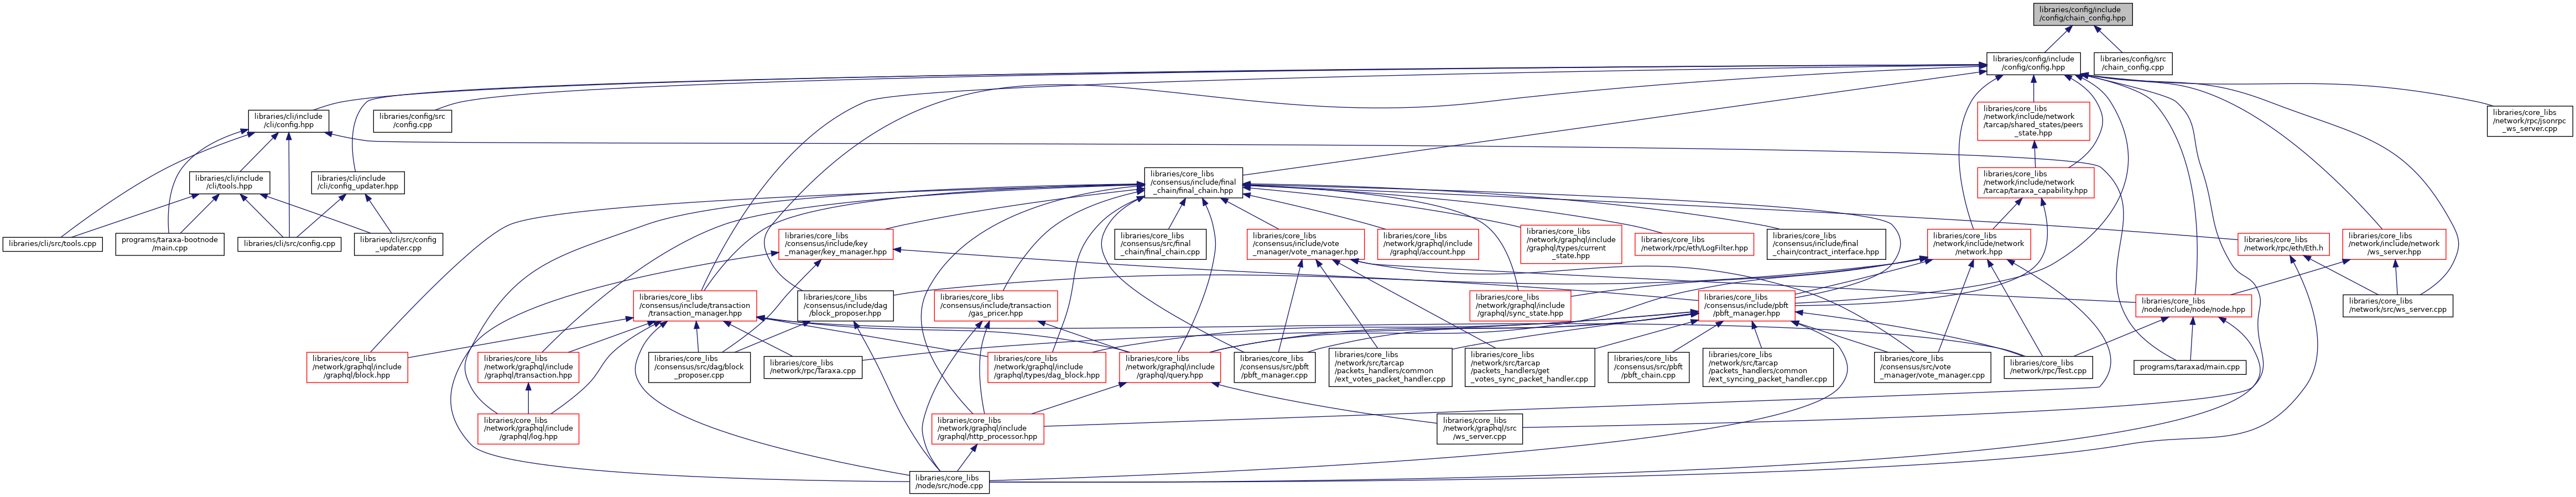 libraries/config/include
/config/chain_config.hpp
libraries/config/include
/config/config.hpp
libraries/config/src
/chain_config.cpp
libraries/cli/include
/cli/config.hpp
libraries/config/src
/config.cpp
libraries/core_libs
/network/include/network
/tarcap/shared_states/peers
_state.hpp
libraries/core_libs
/network/rpc/jsonrpc
_ws_server.cpp
libraries/cli/include
/cli/tools.hpp
libraries/cli/include
/cli/config_updater.hpp
libraries/core_libs
/consensus/include/final
_chain/final_chain.hpp
libraries/core_libs
/network/include/network
/tarcap/taraxa_capability.hpp
libraries/cli/src/tools.cpp
programs/taraxa-bootnode
/main.cpp
libraries/cli/src/config.cpp
libraries/cli/src/config
_updater.cpp
libraries/core_libs
/consensus/include/key
_manager/key_manager.hpp
libraries/core_libs
/consensus/src/final
_chain/final_chain.cpp
libraries/core_libs
/consensus/include/vote
_manager/vote_manager.hpp
libraries/core_libs
/network/graphql/include
/graphql/account.hpp
libraries/core_libs
/network/graphql/include
/graphql/types/current
_state.hpp
libraries/core_libs
/network/rpc/eth/LogFilter.hpp
libraries/core_libs
/consensus/include/final
_chain/contract_interface.hpp
libraries/core_libs
/network/include/network
/network.hpp
libraries/core_libs
/network/rpc/eth/Eth.h
libraries/core_libs
/network/include/network
/ws_server.hpp
libraries/core_libs
/consensus/include/transaction
_manager/transaction_manager.hpp
libraries/core_libs
/consensus/include/dag
/block_proposer.hpp
libraries/core_libs
/consensus/include/transaction
/gas_pricer.hpp
libraries/core_libs
/network/graphql/include
/graphql/sync_state.hpp
libraries/core_libs
/consensus/include/pbft
/pbft_manager.hpp
libraries/core_libs
/node/include/node/node.hpp
libraries/core_libs
/network/src/ws_server.cpp
libraries/core_libs
/network/graphql/include
/graphql/block.hpp
libraries/core_libs
/network/graphql/include
/graphql/transaction.hpp
libraries/core_libs
/consensus/src/dag/block
_proposer.cpp
libraries/core_libs
/network/rpc/Taraxa.cpp
libraries/core_libs
/network/graphql/include
/graphql/types/dag_block.hpp
libraries/core_libs
/network/graphql/include
/graphql/query.hpp
libraries/core_libs
/consensus/src/pbft
/pbft_manager.cpp
libraries/core_libs
/network/src/tarcap
/packets_handlers/common
/ext_votes_packet_handler.cpp
libraries/core_libs
/network/src/tarcap
/packets_handlers/get
_votes_sync_packet_handler.cpp
libraries/core_libs
/consensus/src/pbft
/pbft_chain.cpp
libraries/core_libs
/network/src/tarcap
/packets_handlers/common
/ext_syncing_packet_handler.cpp
libraries/core_libs
/consensus/src/vote
_manager/vote_manager.cpp
libraries/core_libs
/network/rpc/Test.cpp
programs/taraxad/main.cpp
libraries/core_libs
/network/graphql/include
/graphql/log.hpp
libraries/core_libs
/network/graphql/include
/graphql/http_processor.hpp
libraries/core_libs
/network/graphql/src
/ws_server.cpp
libraries/core_libs
/node/src/node.cpp